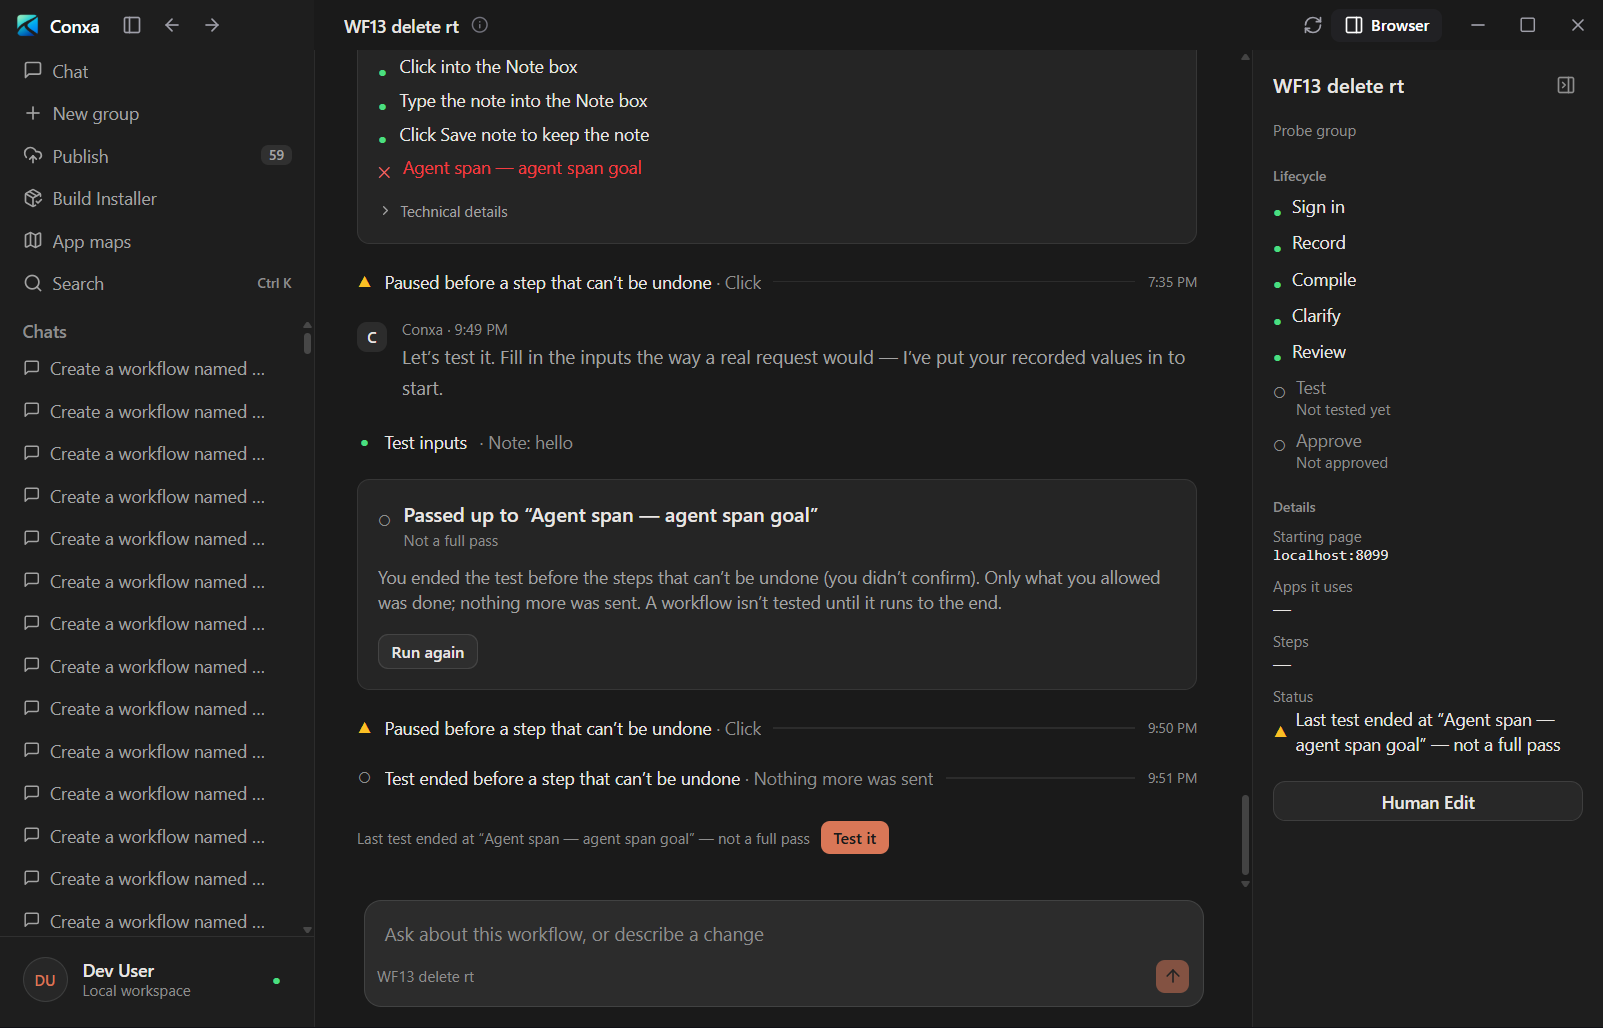 Conxa
WF13 delete rt
Browser
Chat
New group
Publish
59
Build Installer
App maps
Search
Ctrl K
Chats
Create a workflow named ...
Create a workflow named ...
Create a workflow named ...
Create a workflow named ...
Create a workflow named ...
Create a workflow named ...
Create a workflow named ...
Create a workflow named ...
Create a workflow named ...
Create a workflow named ...
Create a workflow named ...
Create a workflow named ...
Create a workflow named ...
Create a workflow named ...
DU
Dev User
Local workspace
Click into the Note box
Type the note into the Note box
Click Save note to keep the note
Agent span — agent span goal
Technical details
Paused before a step that can’t be undone · Click
7:35 PM
C
Conxa · 9:49 PM
Let’s test it. Fill in the inputs the way a real request would — I’ve put your recorded values in to
start.
Test inputs · Note: hello
Passed up to “Agent span — agent span goal”
Not a full pass
You ended the test before the steps that can’t be undone (you didn’t confirm). Only what you allowed
was done; nothing more was sent. A workflow isn’t tested until it runs to the end.
Run again
Paused before a step that can’t be undone · Click
9:50 PM
Test ended before a step that can’t be undone · Nothing more was sent
9:51 PM
Last test ended at “Agent span — agent span goal” — not a full pass
Test it
Ask about this workflow, or describe a change
WF13 delete rt
WF13 delete rt
Probe group
Lifecycle
Sign in
Record
Compile
Clarify
Review
Test
Not tested yet
Approve
Not approved
Details
Starting page
localhost:8099
Apps it uses
—
Steps
—
Status
Last test ended at “Agent span —
agent span goal” — not a full pass
Human Edit